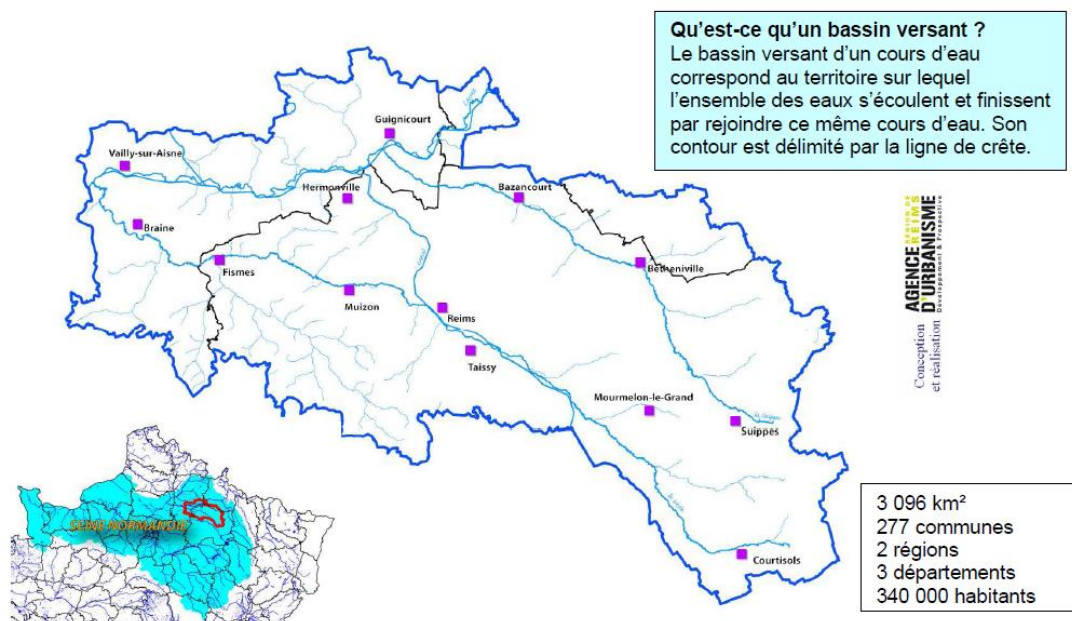 Qu’est-ce qu’un bassin versant ?
Le bassin versant d’un cours d’eau
correspond au territoire sur lequel
l’ensemble des eaux s’écoulent et finissent
par rejoindre ce même cours d’eau. Son
contour est délimité par la ligne de crête.
Guignicourt
Vailly-sur-Aisne
Hermonville
Bazancourt
Braine
Fismes
Bétheniville
Muizon
Reims
Taissy
Mourmelon-le-Grand
Suippes
Courtisols
AGENCE RÉGION DE REIMS
D’URBANISME
Développement & Prospective
Conception
et réalisation
SEINE NORMANDIE
3 096 km²
277 communes
2 régions
3 départements
340 000 habitants